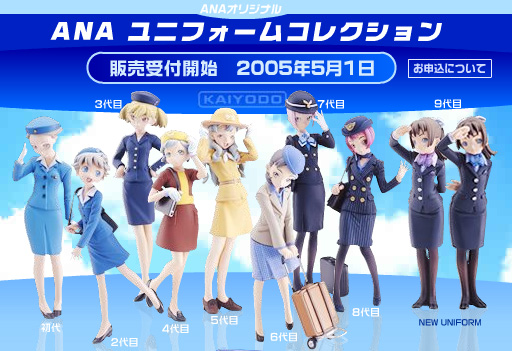 ANAオリジナル
ANA ユニフォームコレクション
販売受付開始 2005年5月1日
お申込について
KAIYODO
3代目
7代目
9代目
初代
2代目
4代目
5代目
6代目
8代目
NEW UNIFORM